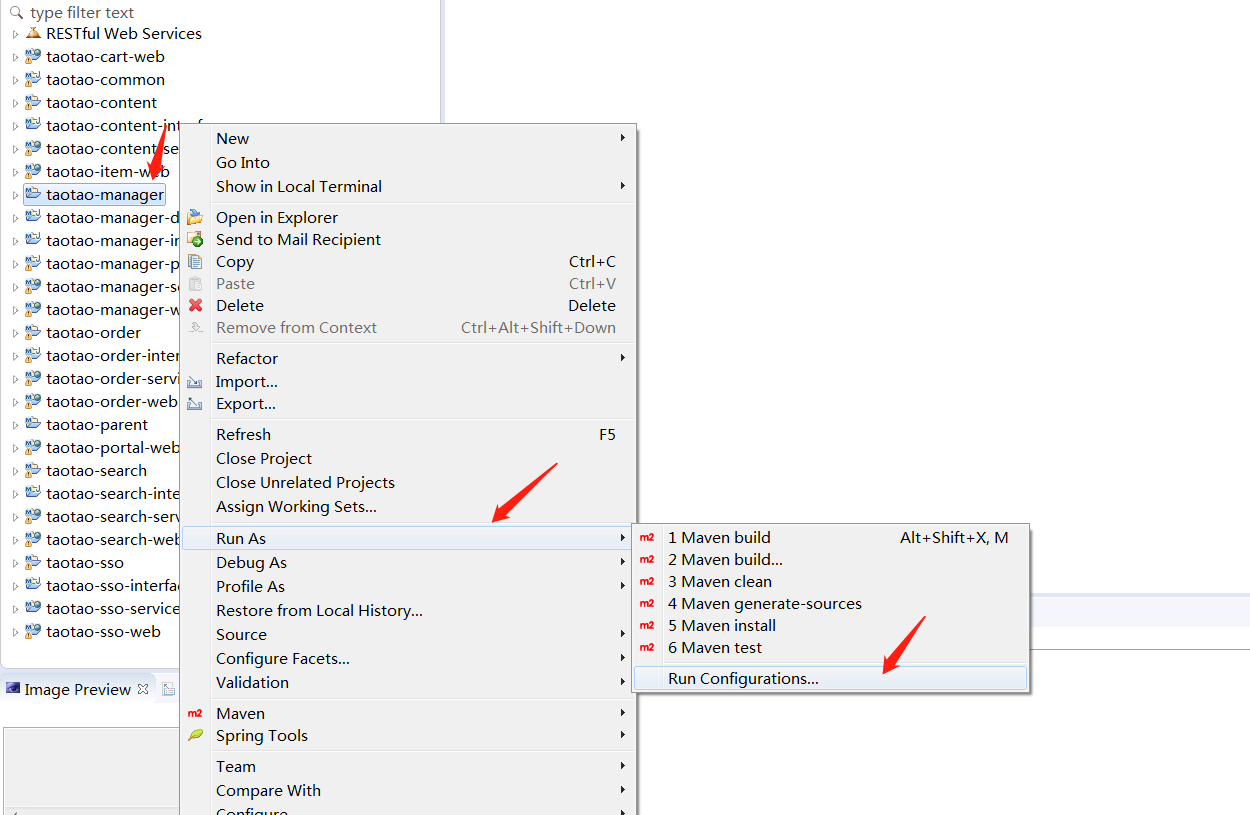 type filter text
RESTful Web Services
taotao-cart-web
taotao-common
taotao-content
taotao-content-interf
taotao-content-se
taotao-item-web
taotao-manager
taotao-manager-d
taotao-manager-in
taotao-manager-p
taotao-manager-se
taotao-manager-w
taotao-order
taotao-order-inter
taotao-order-servi
taotao-order-web
taotao-parent
taotao-portal-web
taotao-search
taotao-search-inte
taotao-search-serv
taotao-search-web
taotao-sso
taotao-sso-interfac
taotao-sso-service
taotao-sso-web
Image Preview
New
Go Into
Show in Local Terminal
Open in Explorer
Send to Mail Recipient
Copy Ctrl+C
Paste Ctrl+V
Delete Delete
Remove from Context Ctrl+Alt+Shift+Down
Refactor
Import...
Export...
Refresh F5
Close Project
Close Unrelated Projects
Assign Working Sets...
Run As
Debug As
Profile As
Restore from Local History...
Source
Configure Facets...
Validation
m2 Maven
Spring Tools
Team
Compare With
Configure
m2 1 Maven build Alt+Shift+X, M
m2 2 Maven build...
m2 3 Maven clean
m2 4 Maven generate-sources
m2 5 Maven install
m2 6 Maven test
Run Configurations...